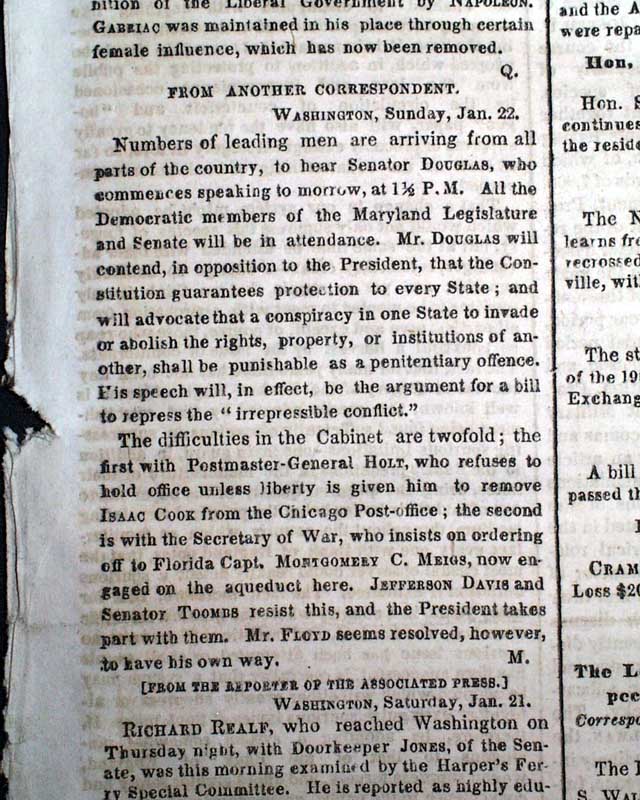 nition of the Liberal Government by NAPOLEON.
GABRIAC was maintained in his place through certain
female influence, which has now been removed.
Q.
FROM ANOTHER CORRESPONDENT.
WASHINGTON, Sunday, Jan. 22.
Numbers of leading men are arriving from all
parts of the country, to hear Senator DOUGLAS, who
commences speaking to morrow, at 1½ P.M. All the
Democratic members of the Maryland Legislature
and Senate will be in attendance. Mr. DOUGLAS will
contend, in opposition to the President, that the Con-
stitution guarantees protection to every State; and
will advocate that a conspiracy in one State to invade
or abolish the rights, property, or institutions of an-
other, shall be punishable as a penitentiary offence.
His speech will, in effect, be the argument for a bill
to repress the "irrepressible conflict."
The difficulties in the Cabinet are twofold; the
first with Postmaster-General HOLT, who refuses to
hold office unless liberty is given him to remove
ISAAC COOK from the Chicago Post-office; the second
is with the Secretary of War, who insists on ordering
off to Florida Capt. MONTGOMERY C. MEIGS, now en-
gaged on the aqueduct here. JEFFERSON DAVIS and
Senator TOOMBS resist this, and the President takes
part with them. Mr. FLOYD seems resolved, however,
to have his own way. M.
[FROM THE REPORTER OF THE ASSOCIATED PRESS.]
WASHINGTON, Saturday, Jan. 21.
RICHARD REALF, who reached Washington on
Thursday night, with Doorkeeper JONES, of the Sen-
ate, was this morning examined by the Harper's Fer-
ry Special Committee. He is reported as highly edu-
and the A
were repa
Hon.
Hon. S
continues
the reside
The N
learns fro
recrossed
ville, with
The st
of the 19
Exchang
A bill
passed th
CRAM
Loss $20
The L
pec
Correspo
The
S. WAL